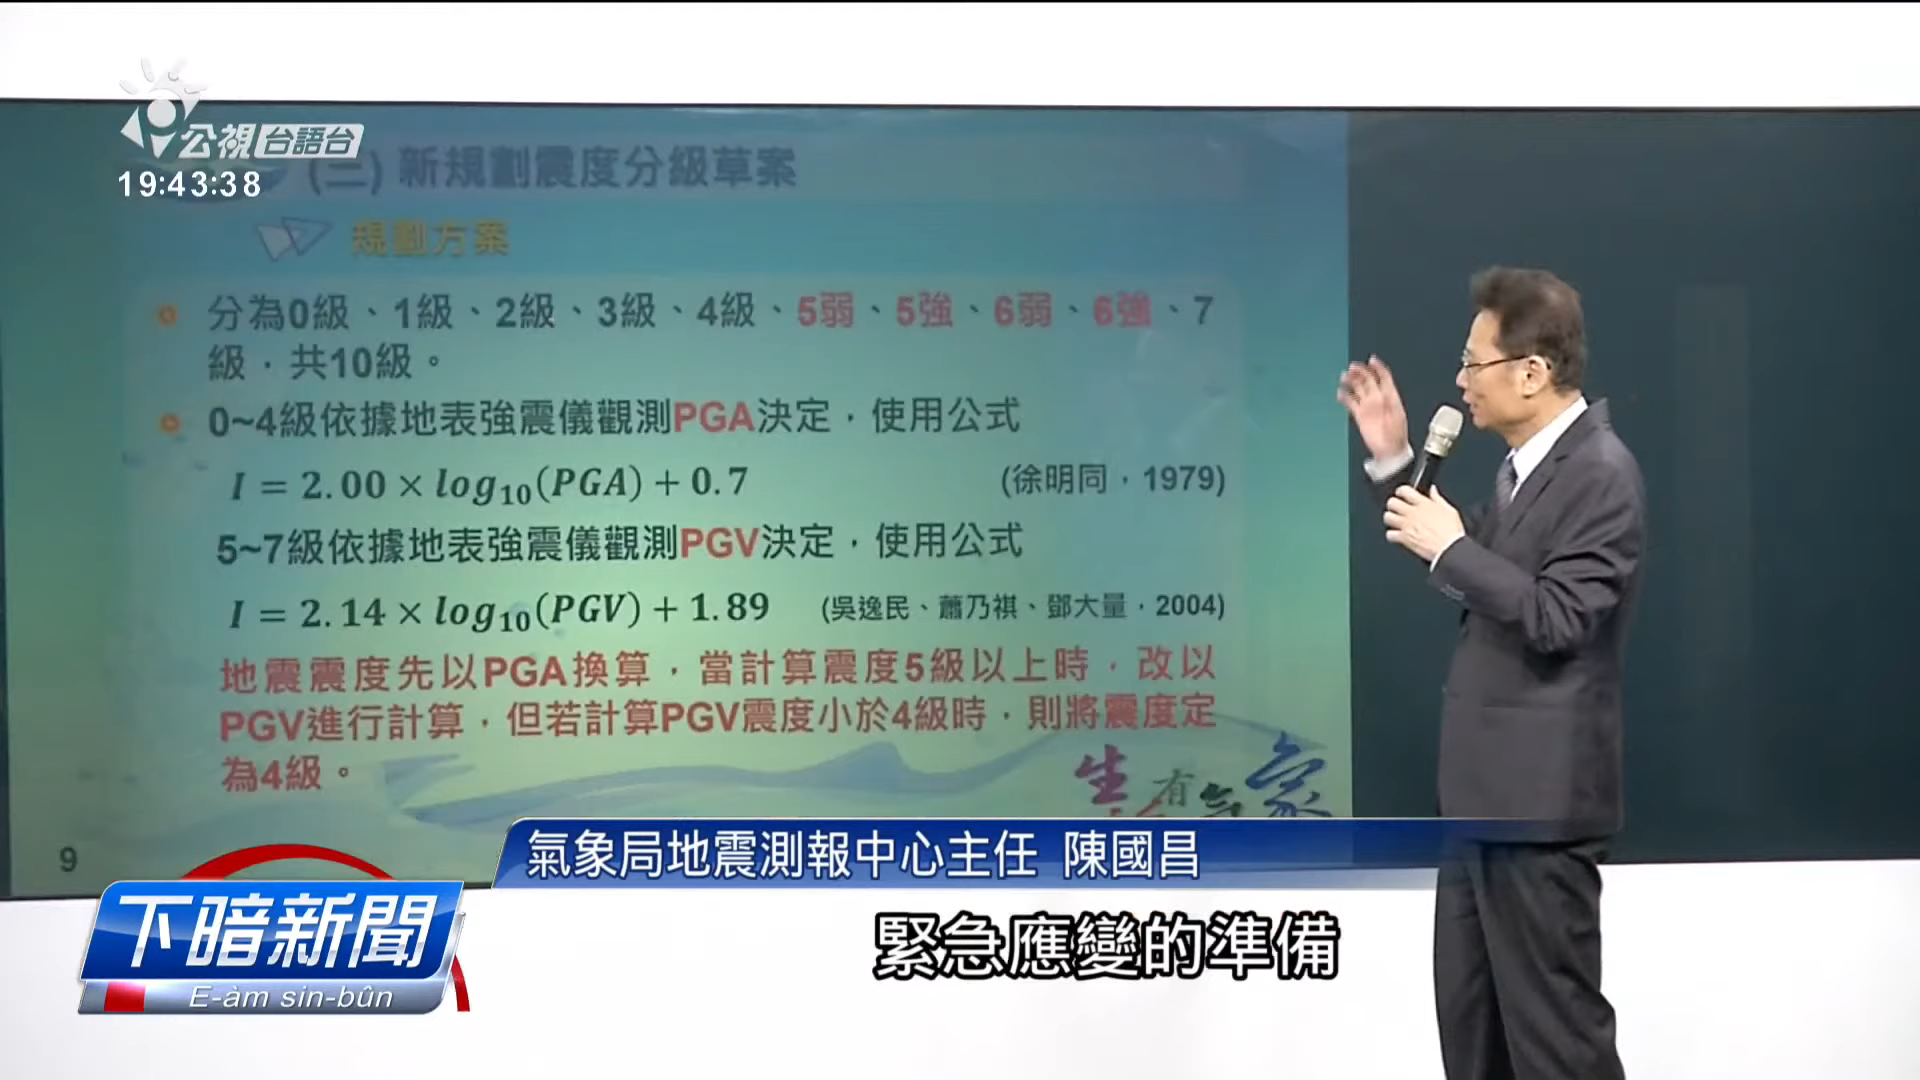 公視台語台
19:43:38
(三) 新規劃震度分級草案
規劃方案
分為0級、1級、2級、3級、4級、5弱、5強、6弱、6強、7
級，共10級。
0~4級依據地表強震儀觀測PGA決定，使用公式
I = 2.00 × log₁₀(PGA) + 0.7 (徐明同，1979)
5~7級依據地表強震儀觀測PGV決定，使用公式
I = 2.14 × log₁₀(PGV) + 1.89 (吳逸民、蕭乃祺、鄧大量，2004)
地震震度先以PGA換算，當計算震度5級以上時，改以
PGV進行計算，但若計算PGV震度小於4級時，則將震度定
為4級。
生 有
9
氣象局地震測報中心主任 陳國昌
下暗新聞
E-àm sin-bûn
緊急應變的準備